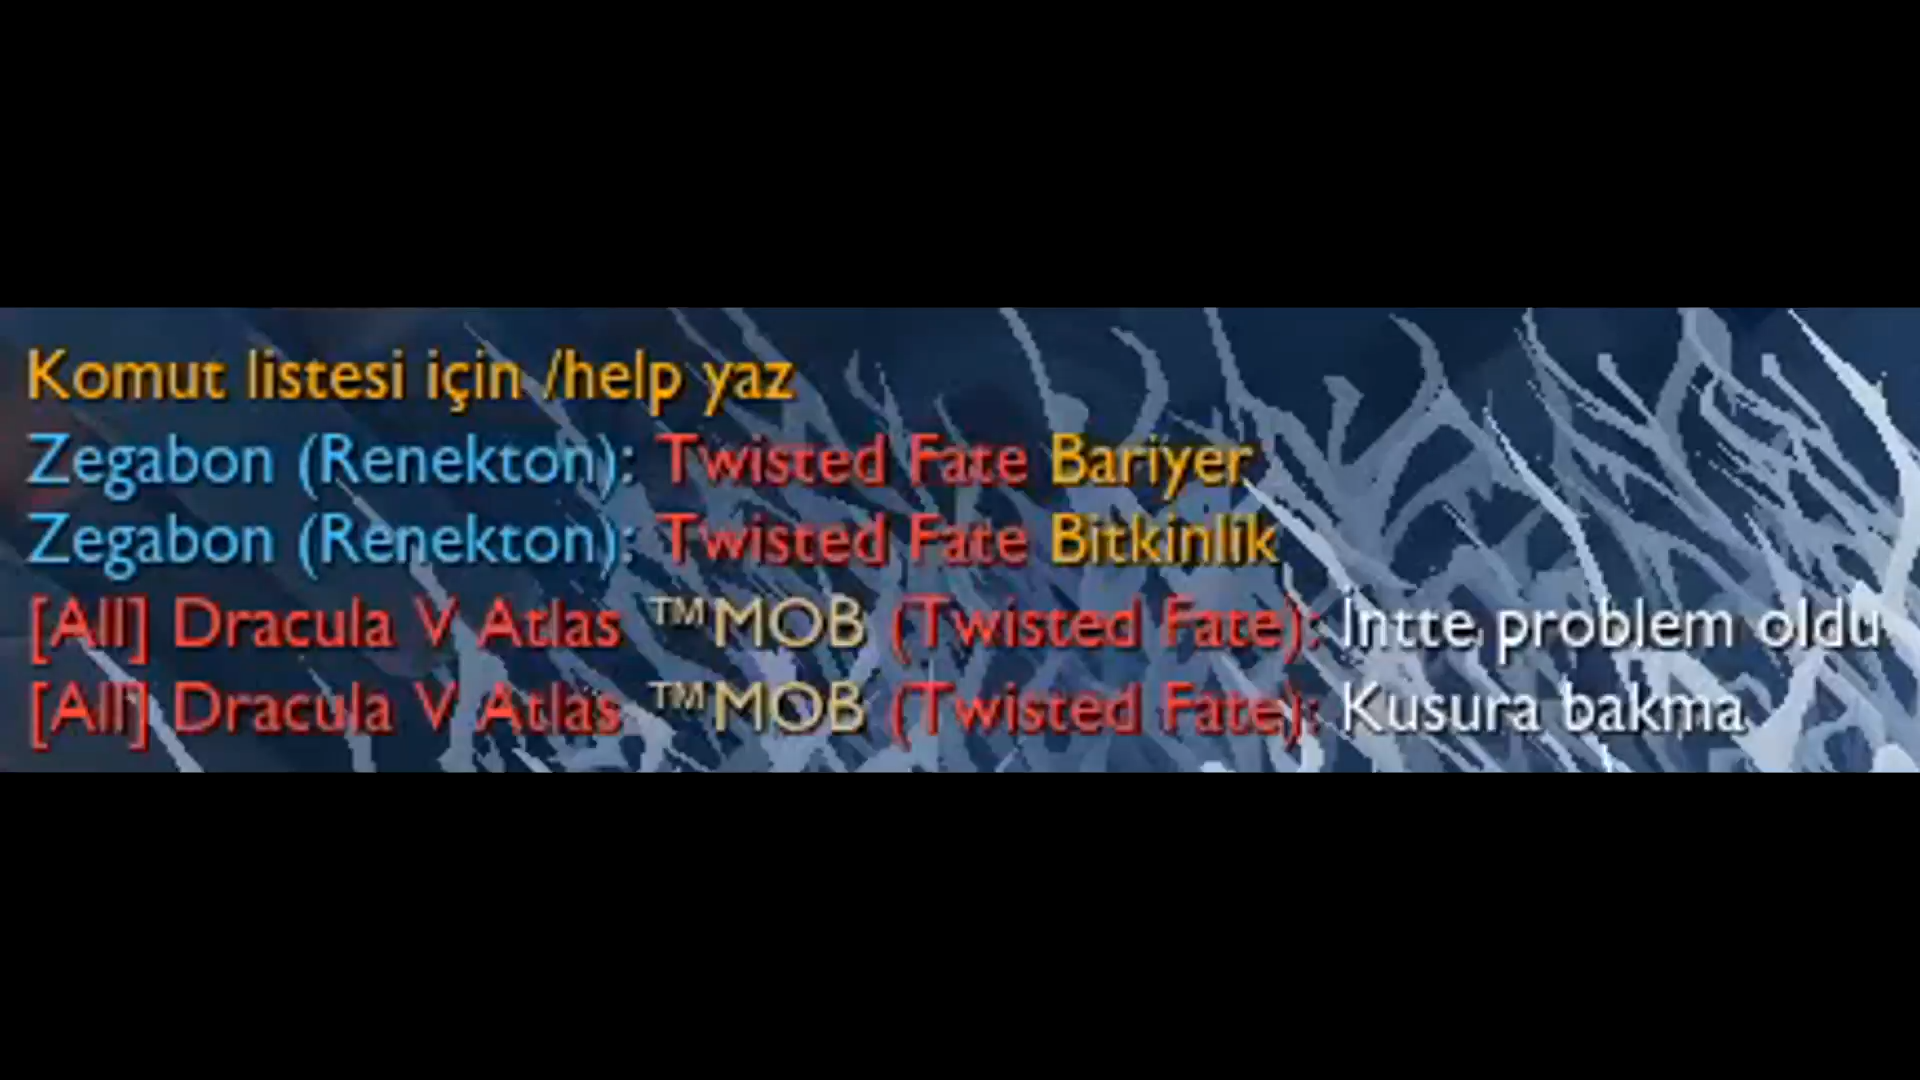 Komut listesi için /help yaz
Zegabon (Renekton): Twisted Fate Bariyer
Zegabon (Renekton): Twisted Fate Bitkinlik
[All] Dracula V Atlas ™MOB (Twisted Fate): İntte problem oldu
[All] Dracula V Atlas ™MOB (Twisted Fate): Kusura bakma